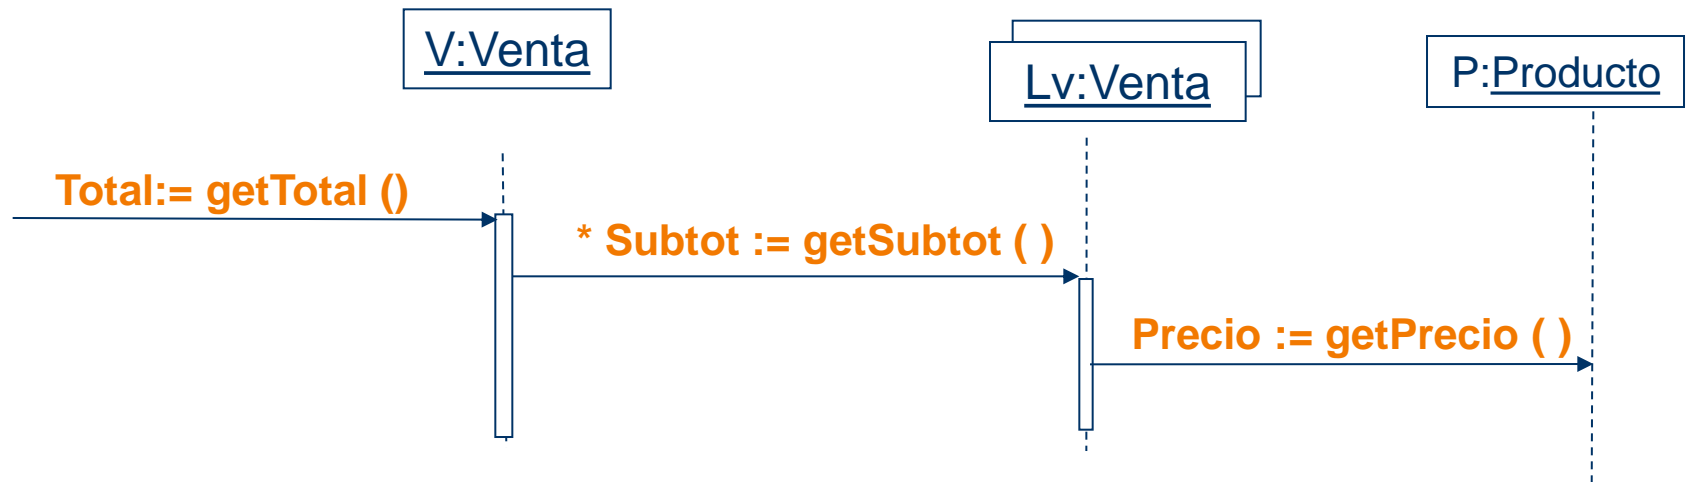 V:Venta
Lv:Venta
P:Producto
Total:= getTotal ()
* Subtot := getSubtot ( )
Precio := getPrecio ( )